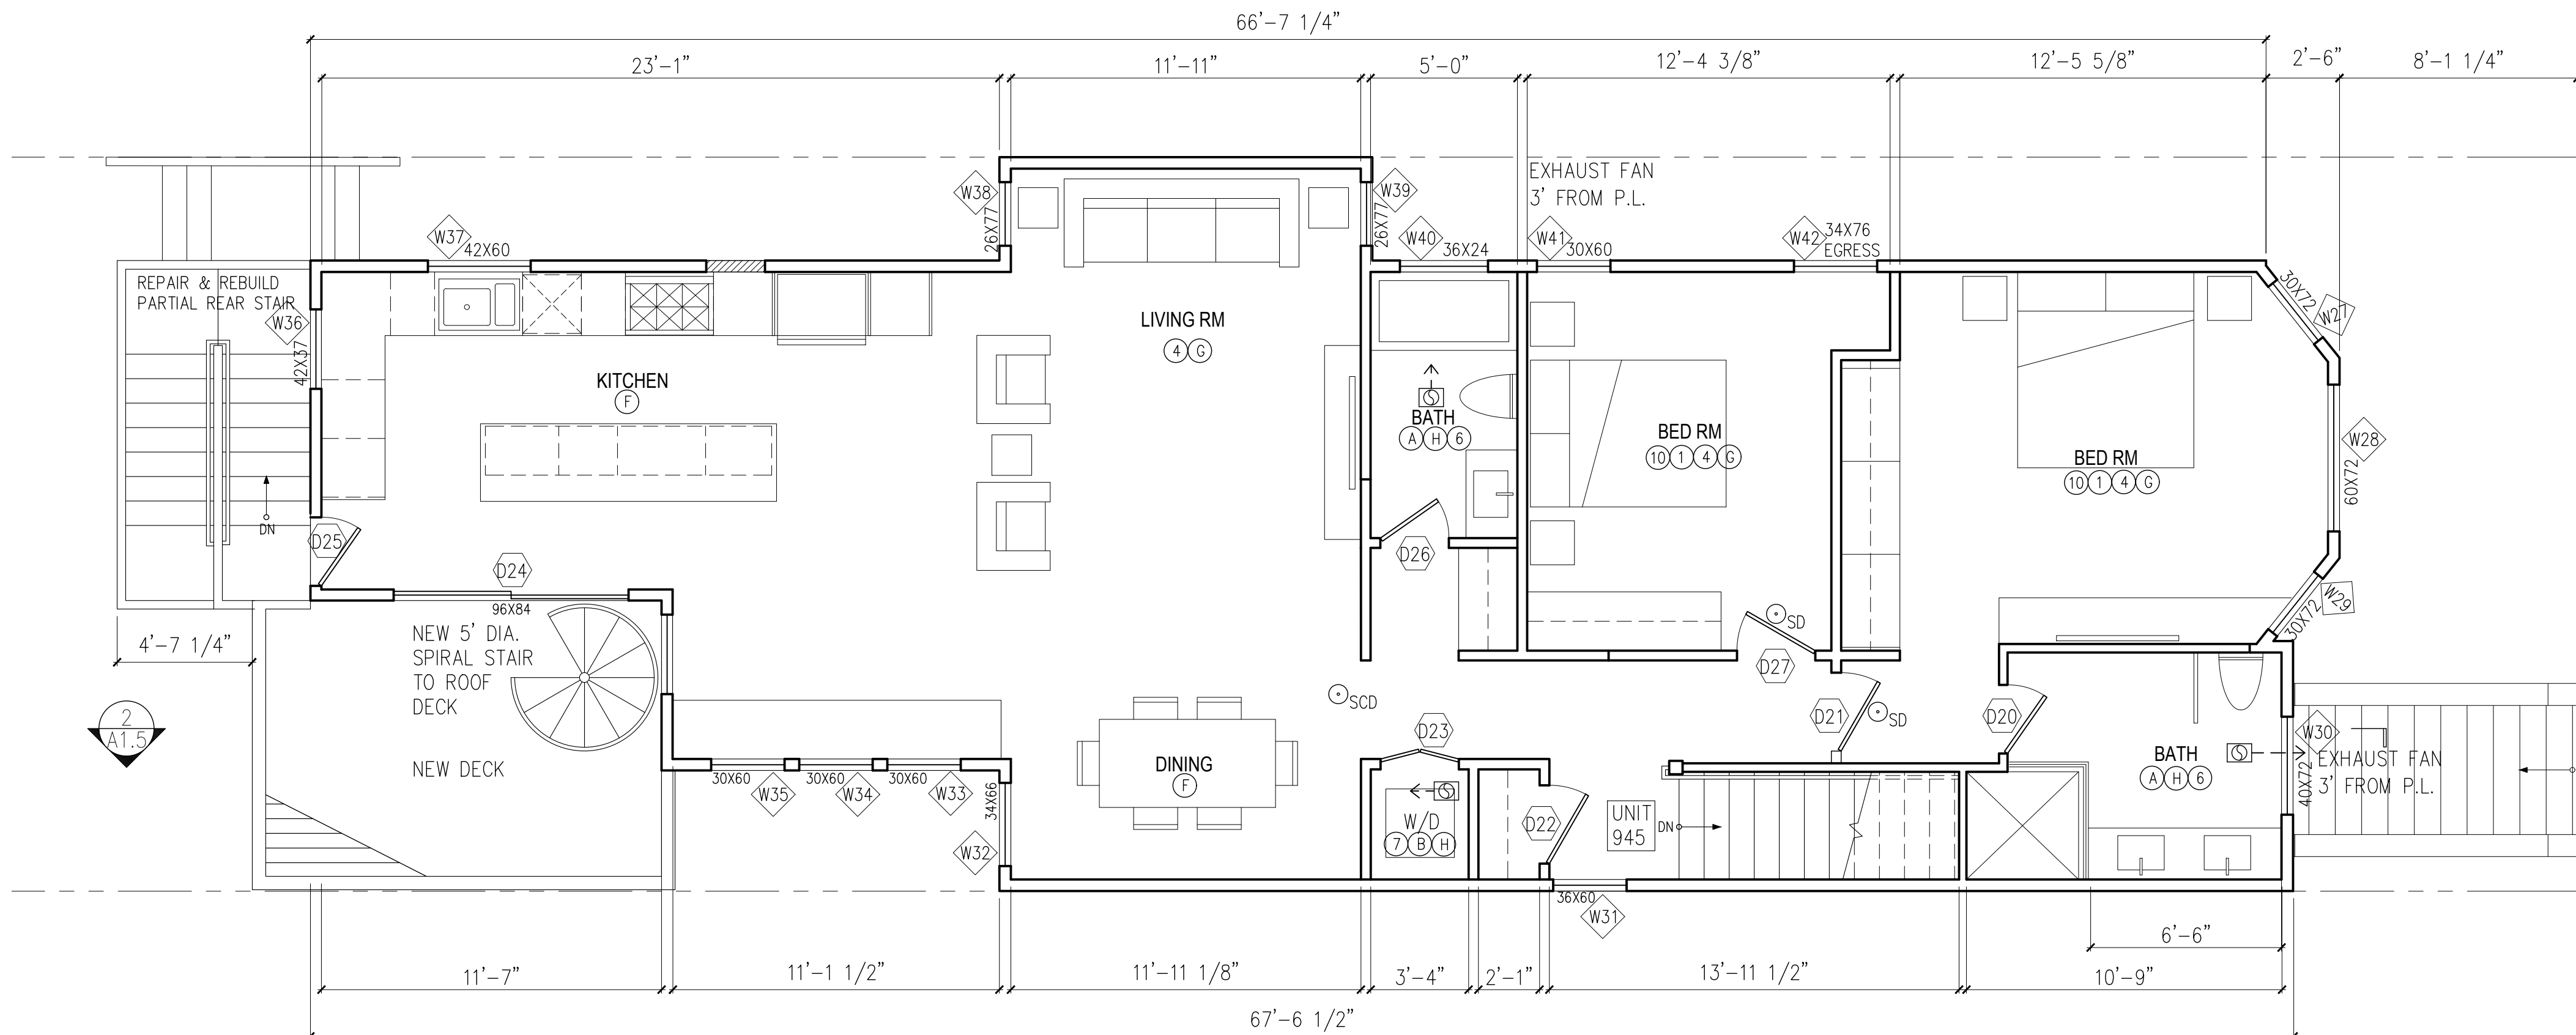 66'-7 1/4"
23'-1"
11'-11"
5'-0"
12'-4 3/8"
12'-5 5/8"
2'-6"
8'-1 1/4"
EXHAUST FAN
3' FROM P.L.
W38
26X77
W39
26X77
W37
42X60
W40
36X24
W41
30X60
W42
34X76
EGRESS
REPAIR & REBUILD
PARTIAL REAR STAIR
W36
42X37
30X72
W27
LIVING RM
4 G
KITCHEN
F
BATH
A H 6
BED RM
10 1 4 G
BED RM
10 1 4 G
W28
60X72
DN
D25
D24
96X84
D26
W29
30X72
NEW 5' DIA.
SPIRAL STAIR
TO ROOF
DECK
NEW DECK
4'-7 1/4"
2
A1.5
SD
D27
SCD
D21
SD
D20
D23
W30
EXHAUST FAN
3' FROM P.L.
40X72
BATH
A H 6
DINING
F
30X60
W35
30X60
W34
30X60
W33
34X66
W32
W/D
7 B H
D22
UNIT
945
DN
36X60
W31
6'-6"
11'-7"
11'-1 1/2"
11'-11 1/8"
3'-4"
2'-1"
13'-11 1/2"
10'-9"
67'-6 1/2"